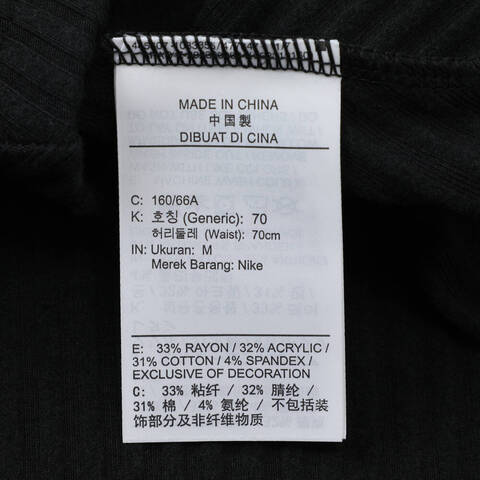 MADE IN CHINA
中国製
DIBUAT DI CINA
C: 160/66A
K: 호칭 (Generic): 70
허리둘레 (Waist): 70cm
IN: Ukuran: M
Merek Barang: Nike
E: 33% RAYON / 32% ACRYLIC /
31% COTTON / 4% SPANDEX /
EXCLUSIVE OF DECORATION
C: 33% 粘纤 / 32% 腈纶 /
31% 棉 / 4% 氨纶 / 不包括装
饰部分及非纤维物质